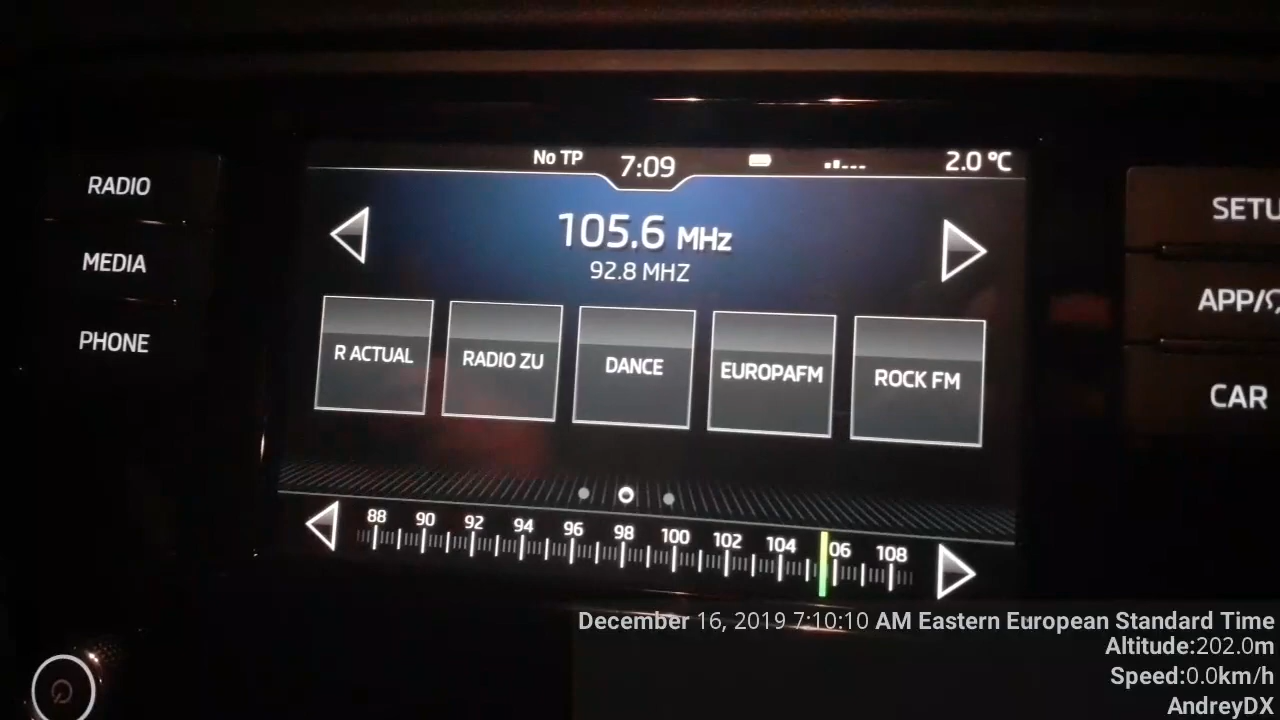 No TP 7:09 2.0 °C
RADIO
MEDIA
PHONE
105.6 MHz
92.8 MHZ
R ACTUAL RADIO ZU DANCE EUROPAFM ROCK FM
88 90 92 94 96 98 100 102 104 06 108
SETU
APP/
CAR
December 16, 2019 7:10:10 AM Eastern European Standard Time
Altitude:202.0m
Speed:0.0km/h
AndreyDX